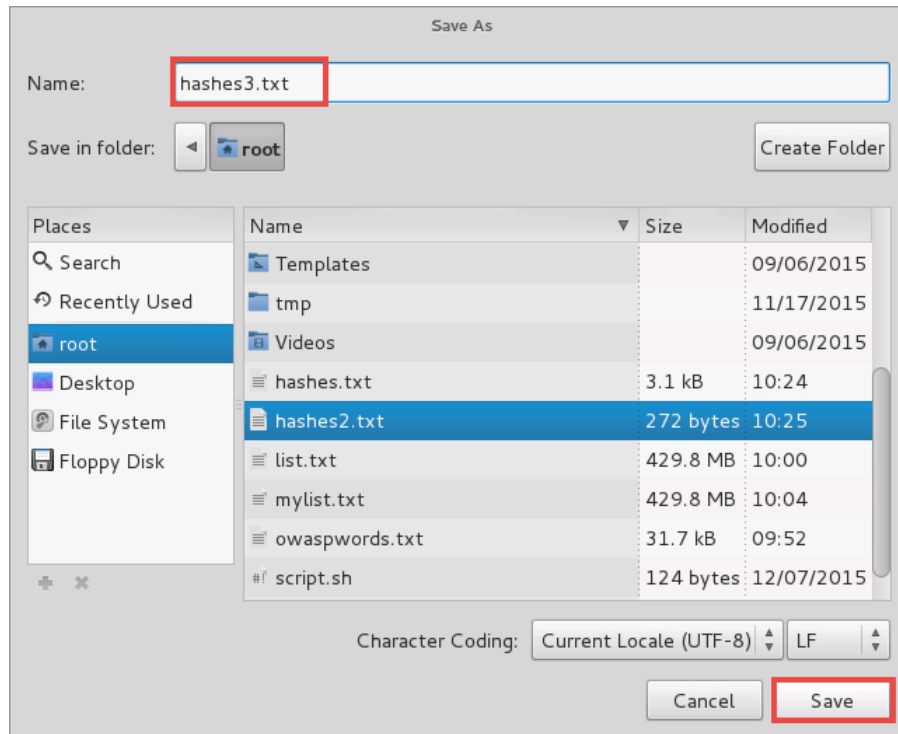 Save As
Name: hashes3.txt
Save in folder: root Create Folder
Places Name Size Modified
Search Templates 09/06/2015
Recently Used tmp 11/17/2015
root Videos 09/06/2015
Desktop hashes.txt 3.1 kB 10:24
File System hashes2.txt 272 bytes 10:25
Floppy Disk list.txt 429.8 MB 10:00
mylist.txt 429.8 MB 10:04
owaspwords.txt 31.7 kB 09:52
script.sh 124 bytes 12/07/2015
Character Coding: Current Locale (UTF-8) LF
Cancel Save